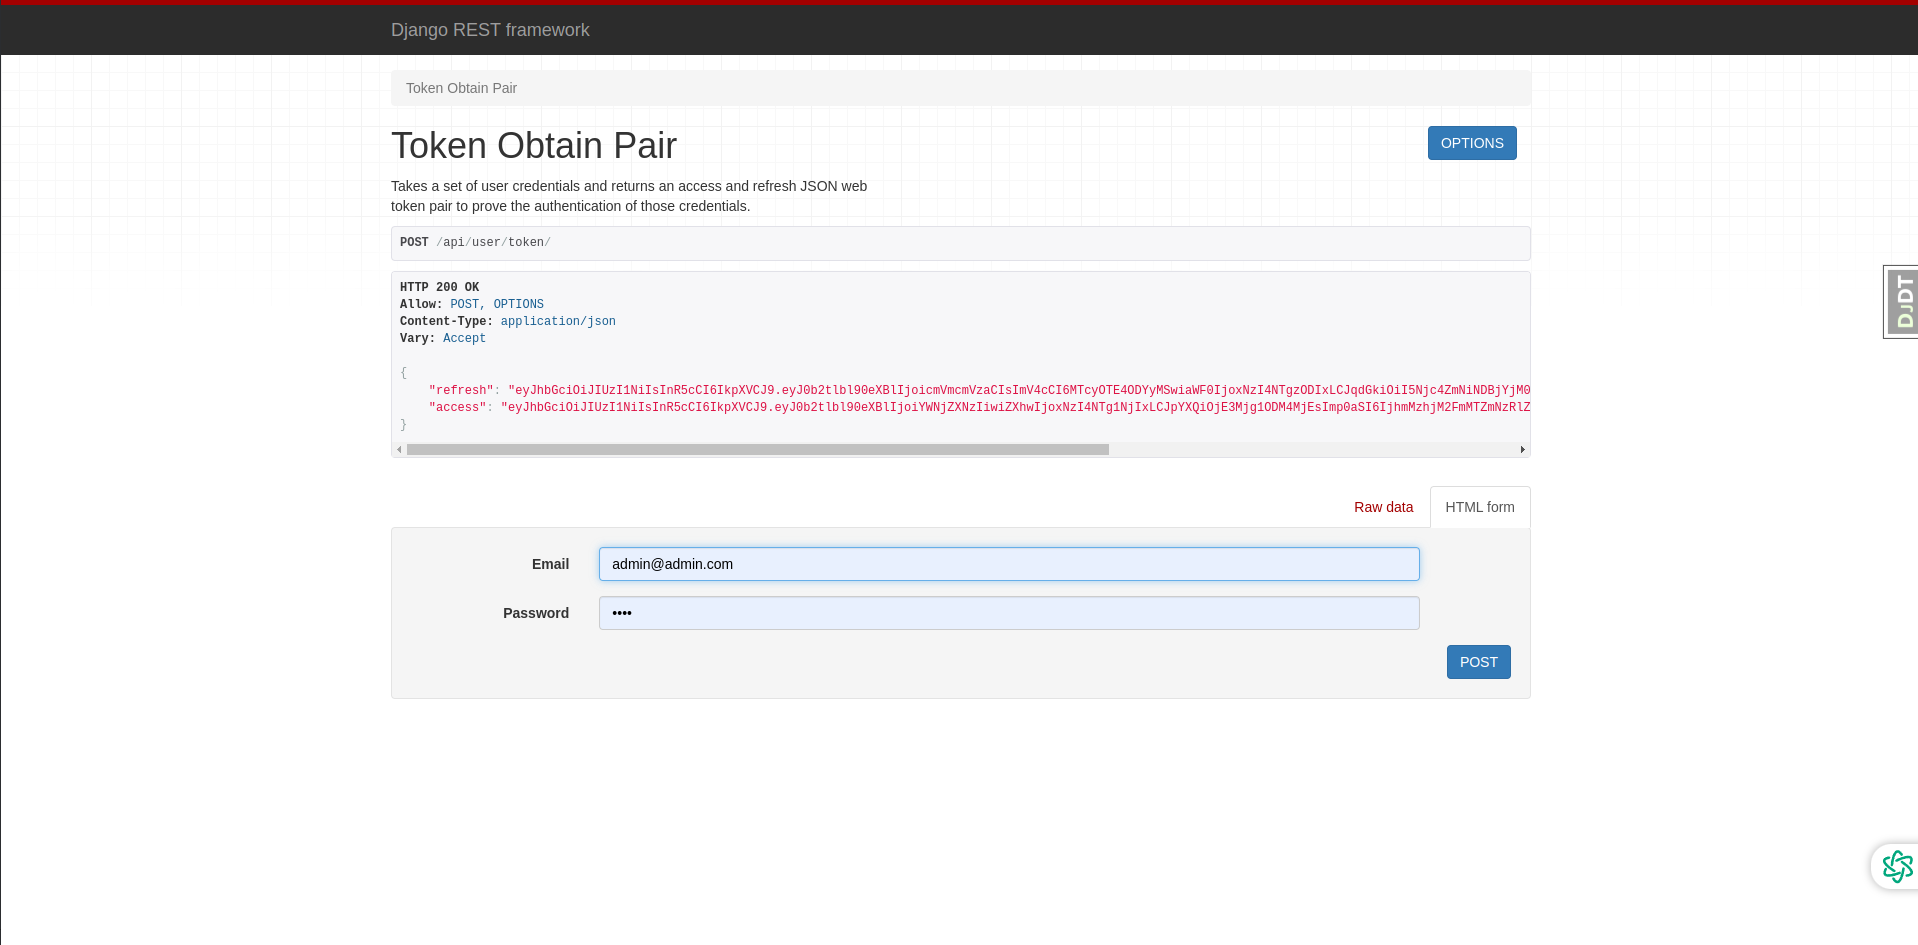 Django REST framework
Token Obtain Pair
Token Obtain Pair
OPTIONS
Takes a set of user credentials and returns an access and refresh JSON web
token pair to prove the authentication of those credentials.
POST /api/user/token/
HTTP 200 OK
Allow: POST, OPTIONS
Content-Type: application/json
Vary: Accept
{
"refresh": "eyJhbGciOiJIUzI1NiIsInR5cCI6IkpXVCJ9.eyJ0b2tlbl90eXBlIjoicmVmcmVzaCIsImV4cCI6MTcyOTE4ODYyMSwiaWF0IjoxNzI4NTgzODIxLCJqdGkiOiI5Njc4ZmNiNDBjYjM0
"access": "eyJhbGciOiJIUzI1NiIsInR5cCI6IkpXVCJ9.eyJ0b2tlbl90eXBlIjoiYWNjZXNzIiwiZXhwIjoxNzI4NTg1NjIxLCJpYXQiOjE3Mjg1ODM4MjEsImp0aSI6IjhmMzhjM2FmMTZmNzRlZ
}
Raw data
HTML form
Email
admin@admin.com
Password
••••
POST
DJDT